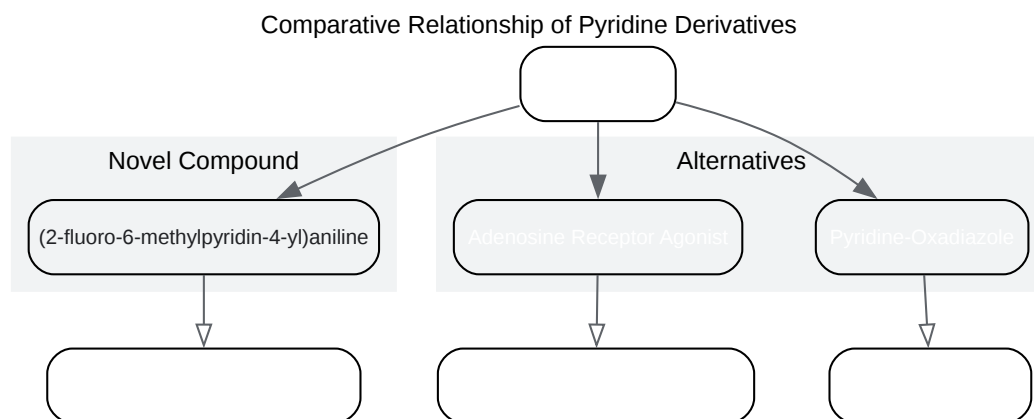 Comparative Relationship of Pyridine Derivatives
Novel Compound
Alternatives
(2-fluoro-6-methylpyridin-4-yl)aniline
Adenosine Receptor Agonist
Pyridine-Oxadiazole